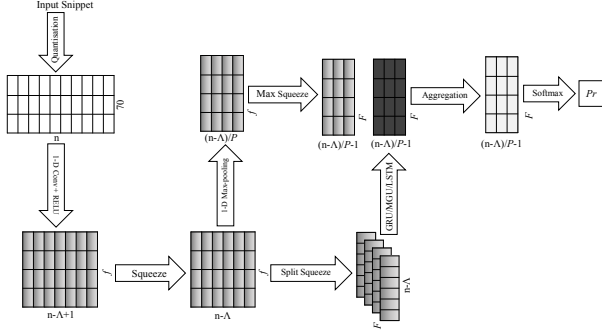 Input Snippet
Quantisation
70
n
1-D Conv + RELU
f
n-Λ+1
Squeeze
f
n-Λ
1-D Max-pooling
f
(n-Λ)/P
Max Squeeze
F
(n-Λ)/P-1
Split Squeeze
n-Λ
F
GRU/MGU/LSTM
F
(n-Λ)/P-1
Aggregation
F
(n-Λ)/P-1
Softmax
Pr